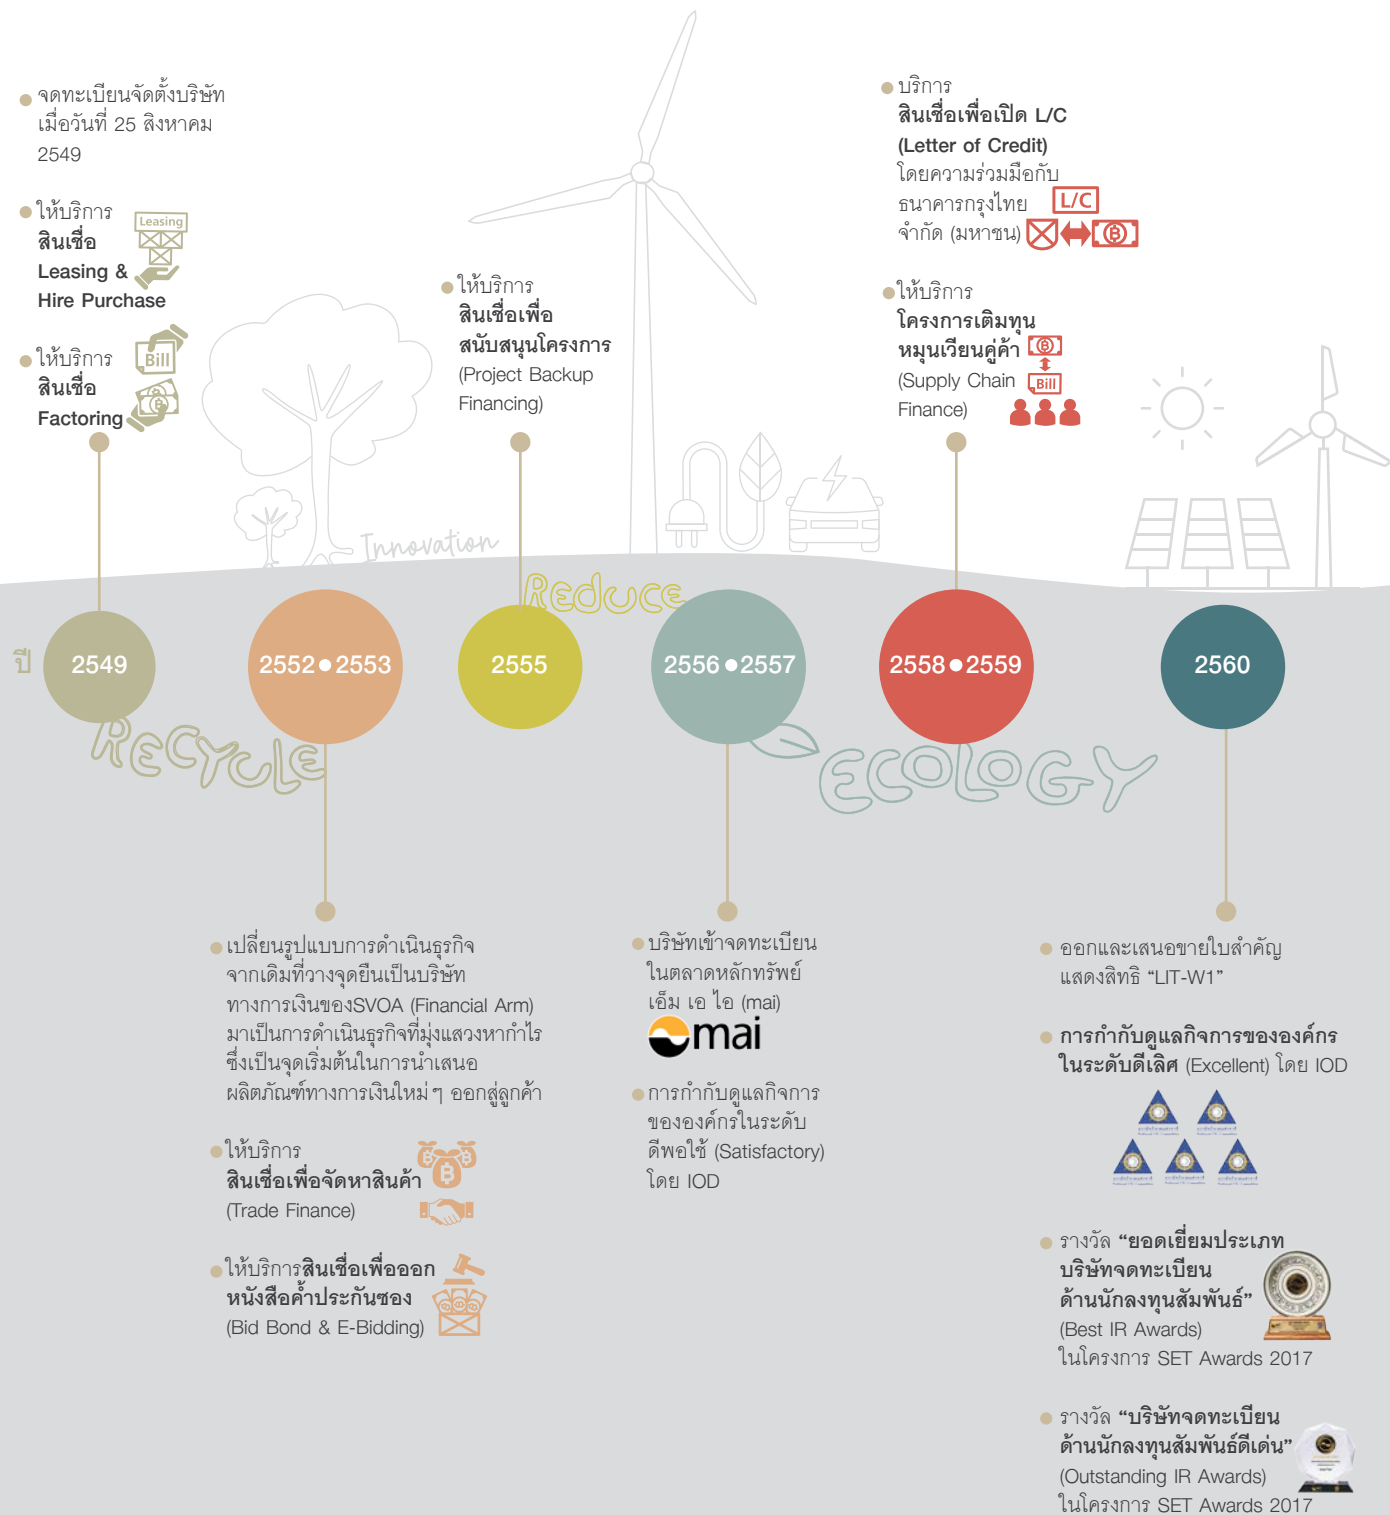 จดทะเบียนจัดตั้งบริษัท
เมื่อวันที่ 25 สิงหาคม
2549
ให้บริการ
สินเชื่อ
Leasing &
Hire Purchase
Leasing
ให้บริการ
สินเชื่อ
Factoring
Bill
ให้บริการ
สินเชื่อเพื่อ
สนับสนุนโครงการ
(Project Backup
Financing)
บริการ
สินเชื่อเพื่อเปิด L/C
(Letter of Credit)
โดยความร่วมมือกับ
ธนาคารกรุงไทย
จำกัด (มหาชน)
L/C
ให้บริการ
โครงการเติมทุน
หมุนเวียนคู่ค้า
(Supply Chain
Finance)
Bill
Innovation
Reduce
ปี
2549
2552 • 2553
2555
2556 • 2557
2558 • 2559
2560
RECYCLE
ECOLOGY
เปลี่ยนรูปแบบการดำเนินธุรกิจ
จากเดิมที่วางจุดยืนเป็นบริษัท
ทางการเงินของSVOA (Financial Arm)
มาเป็นการดำเนินธุรกิจที่มุ่งแสวงหากำไร
ซึ่งเป็นจุดเริ่มต้นในการนำเสนอ
ผลิตภัณฑ์ทางการเงินใหม่ๆ ออกสู่ลูกค้า
ให้บริการ
สินเชื่อเพื่อจัดหาสินค้า
(Trade Finance)
ให้บริการสินเชื่อเพื่อออก
หนังสือค้ำประกันซอง
(Bid Bond & E-Bidding)
บริษัทเข้าจดทะเบียน
ในตลาดหลักทรัพย์
เอ็ม เอ ไอ (mai)
mai
การกำกับดูแลกิจการ
ขององค์กรในระดับ
ดีพอใช้ (Satisfactory)
โดย IOD
ออกและเสนอขายใบสำคัญ
แสดงสิทธิ “LIT-W1”
การกำกับดูแลกิจการขององค์กร
ในระดับดีเลิศ (Excellent) โดย IOD
รางวัล “ยอดเยี่ยมประเภท
บริษัทจดทะเบียน
ด้านนักลงทุนสัมพันธ์”
(Best IR Awards)
ในโครงการ SET Awards 2017
รางวัล “บริษัทจดทะเบียน
ด้านนักลงทุนสัมพันธ์ดีเด่น”
(Outstanding IR Awards)
ในโครงการ SET Awards 2017